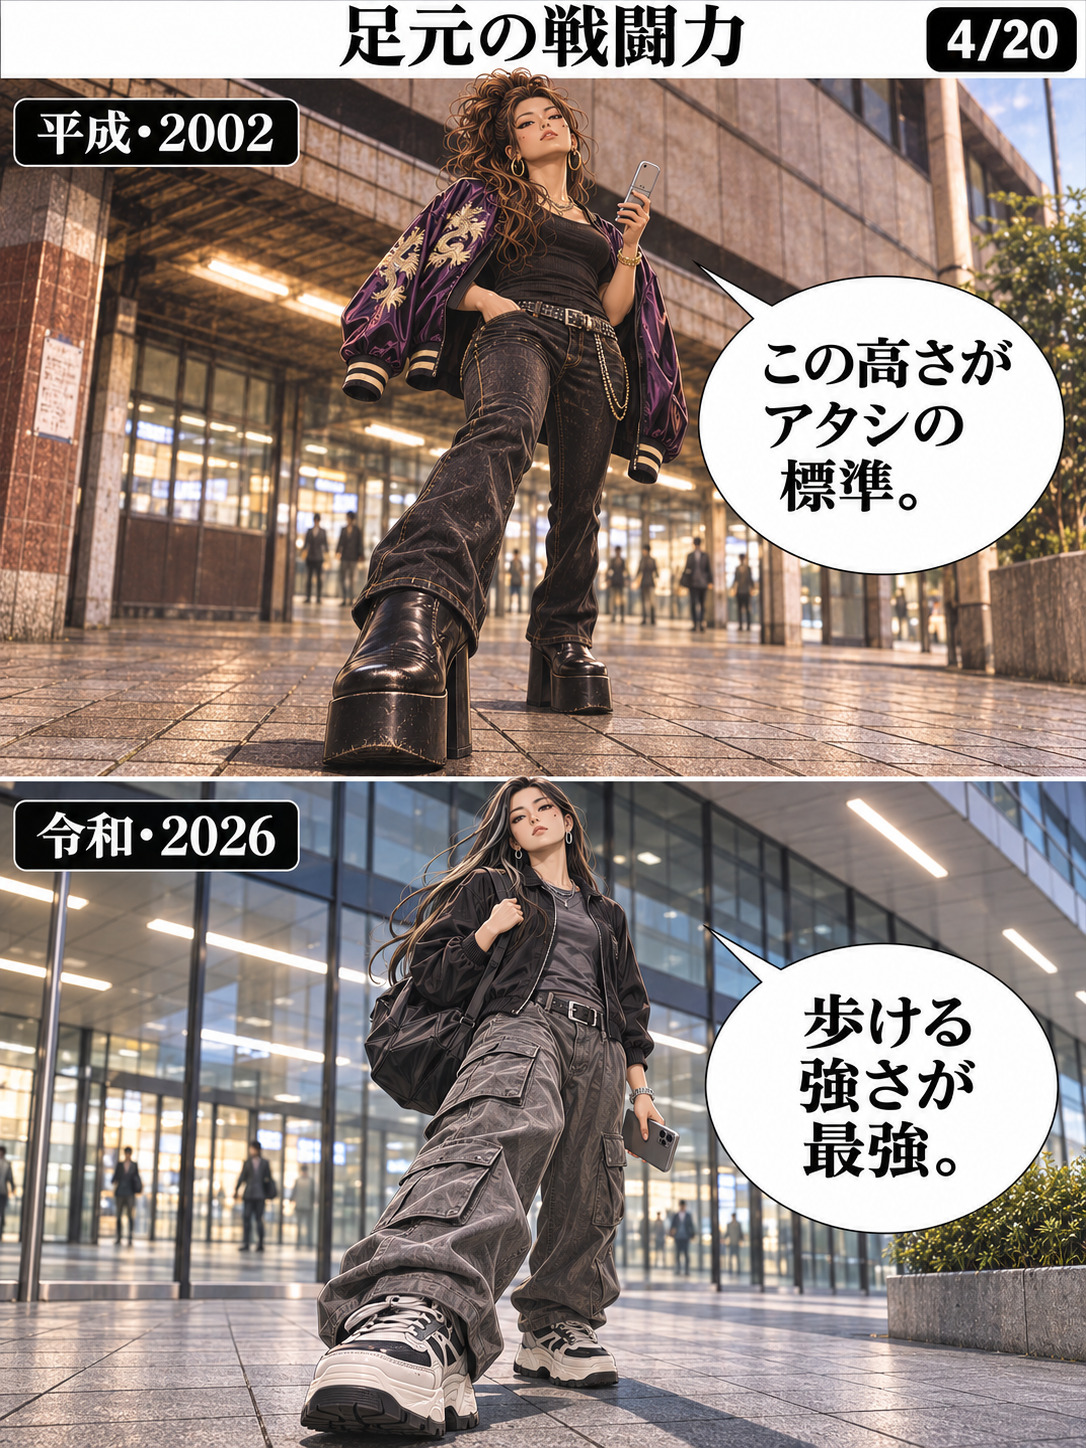 足元の戦闘力
4/20
平成・2002
この高さが
アタシの
標準。
令和・2026
歩ける
強さが
最強。